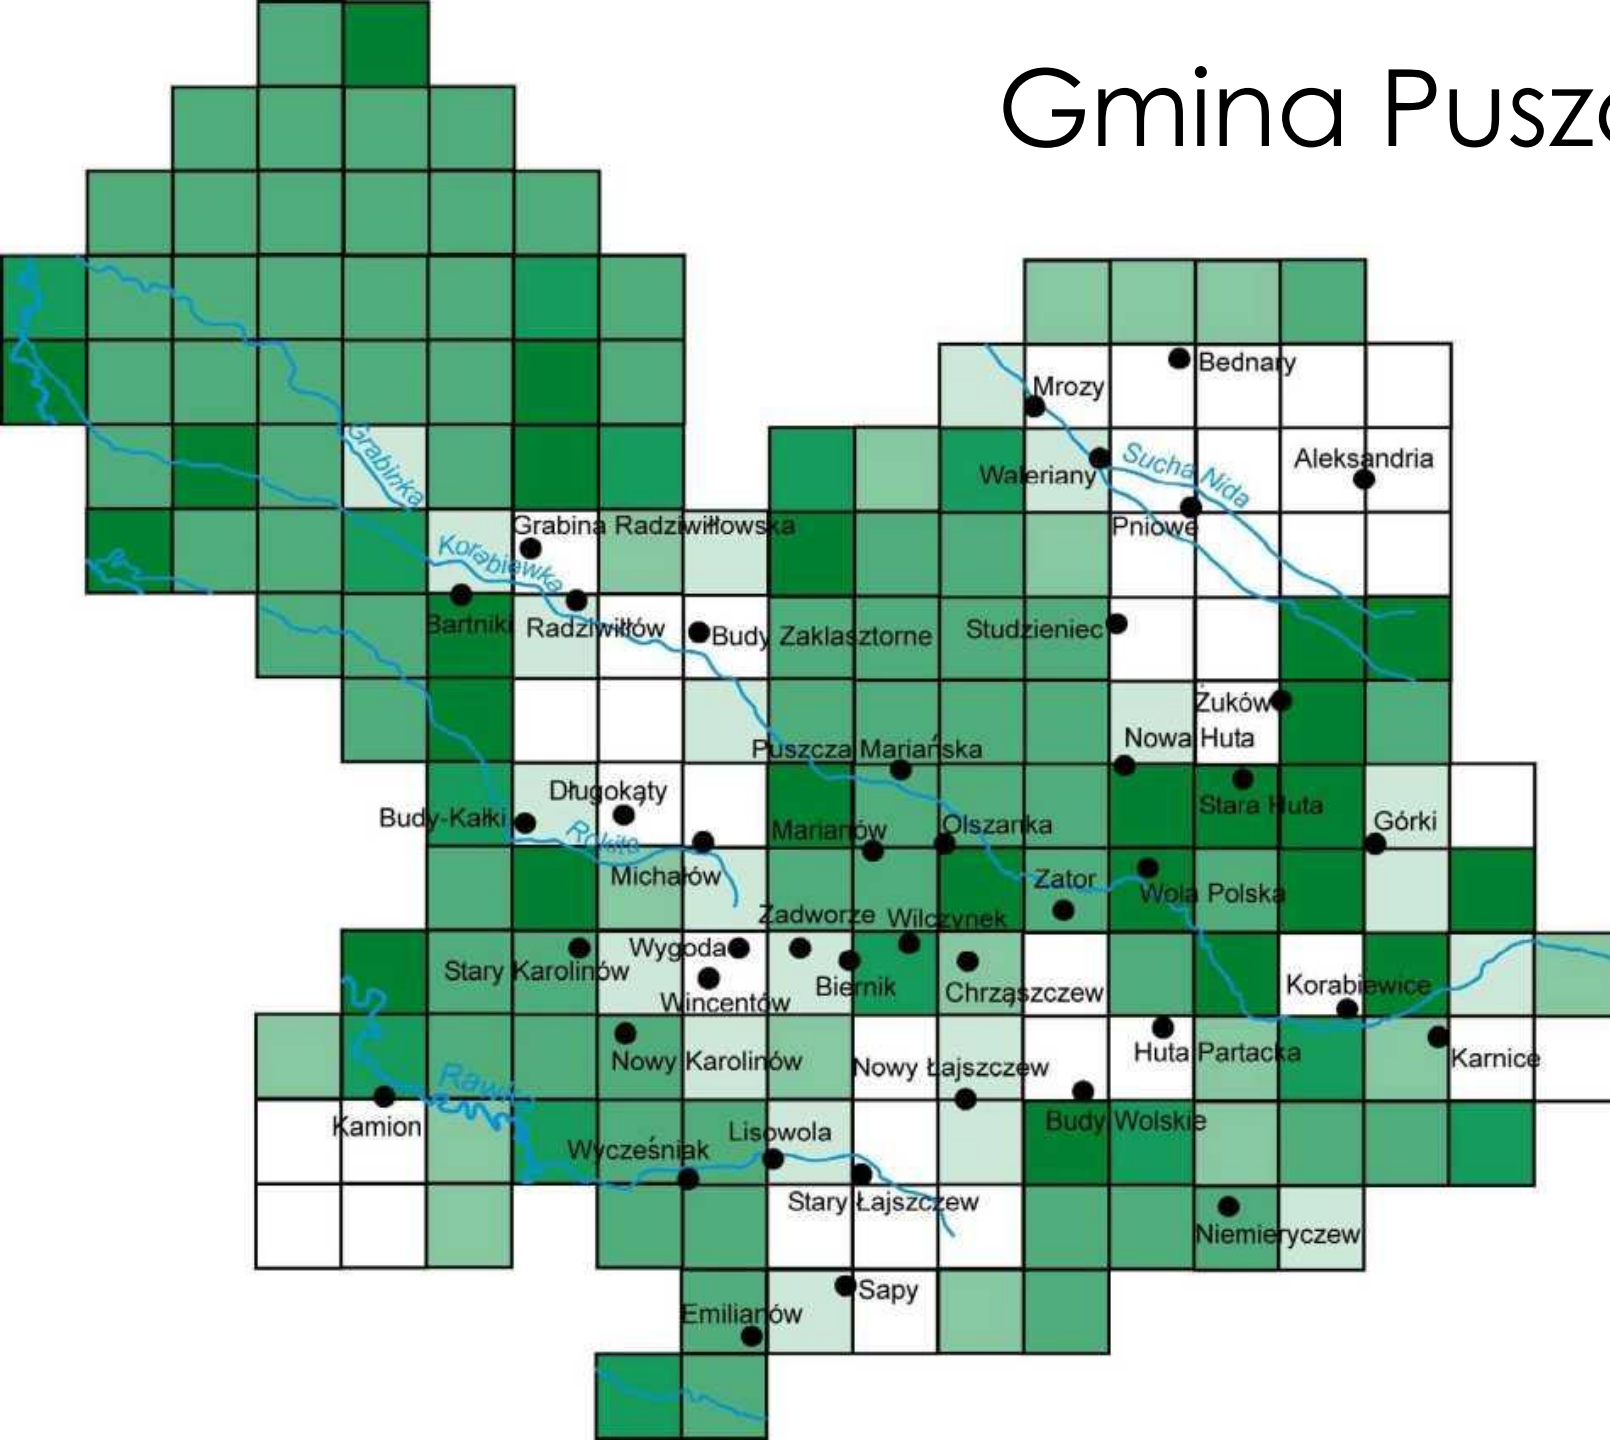 Gmina Puszc
Bednary
Mrozy
Grabinka
Waleriany
Sucha Nida
Aleksandria
Grabina Radziwiłłowska
Pniowe
Korabiewka
Bartniki
Radziwiłłów
Budy Zaklasztorne
Studzieniec
Żuków
Nowa Huta
Puszcza Mariańska
Długokąty
Stara Huta
Budy-Kałki
Rokita
Marianów
Olszanka
Górki
Michałów
Zator
Wola Polska
Zadworze
Wilczynek
Stary Karolinów
Wygoda
Biernik
Chrząszczew
Korabiewice
Wincentów
Nowy Karolinów
Nowy Łajszczew
Huta Partacka
Karnice
Rawka
Kamion
Budy Wolskie
Wycześniak
Lisowola
Stary Łajszczew
Niemieryczew
Sapy
Emilianów